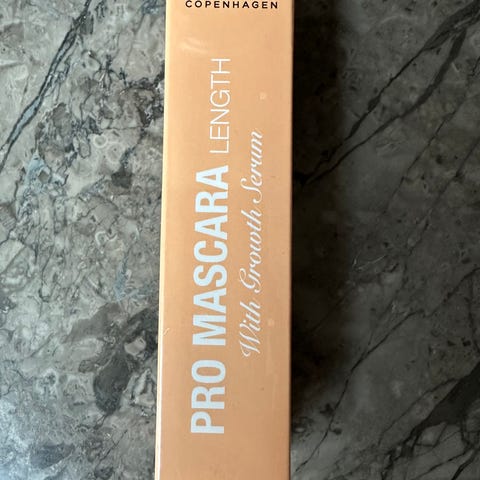 COPENHAGEN
PRO MASCARA LENGTH
With Growth Serum